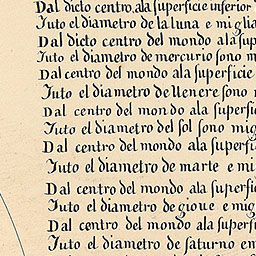 Dal dicto centro ala superficie inferior
Tuto el diametro de la luna e miglia
Dal dicto centro del mondo ala sup
Tuto el diametro de mercurio sono m
Dal centro del mondo ala superficie
Tuto el diametro de Uenere sono
Dal centro del mondo ala superfi
Tuto el diametro del sol sono mig
Dal centro del mondo ala superfi
Tuto el diametro de marte e mi
Dal centro del mondo ala superfi
Tuto el diametro de gioue e mig
Dal centro del mondo ala superfi
Tuto el diametro de saturno e m